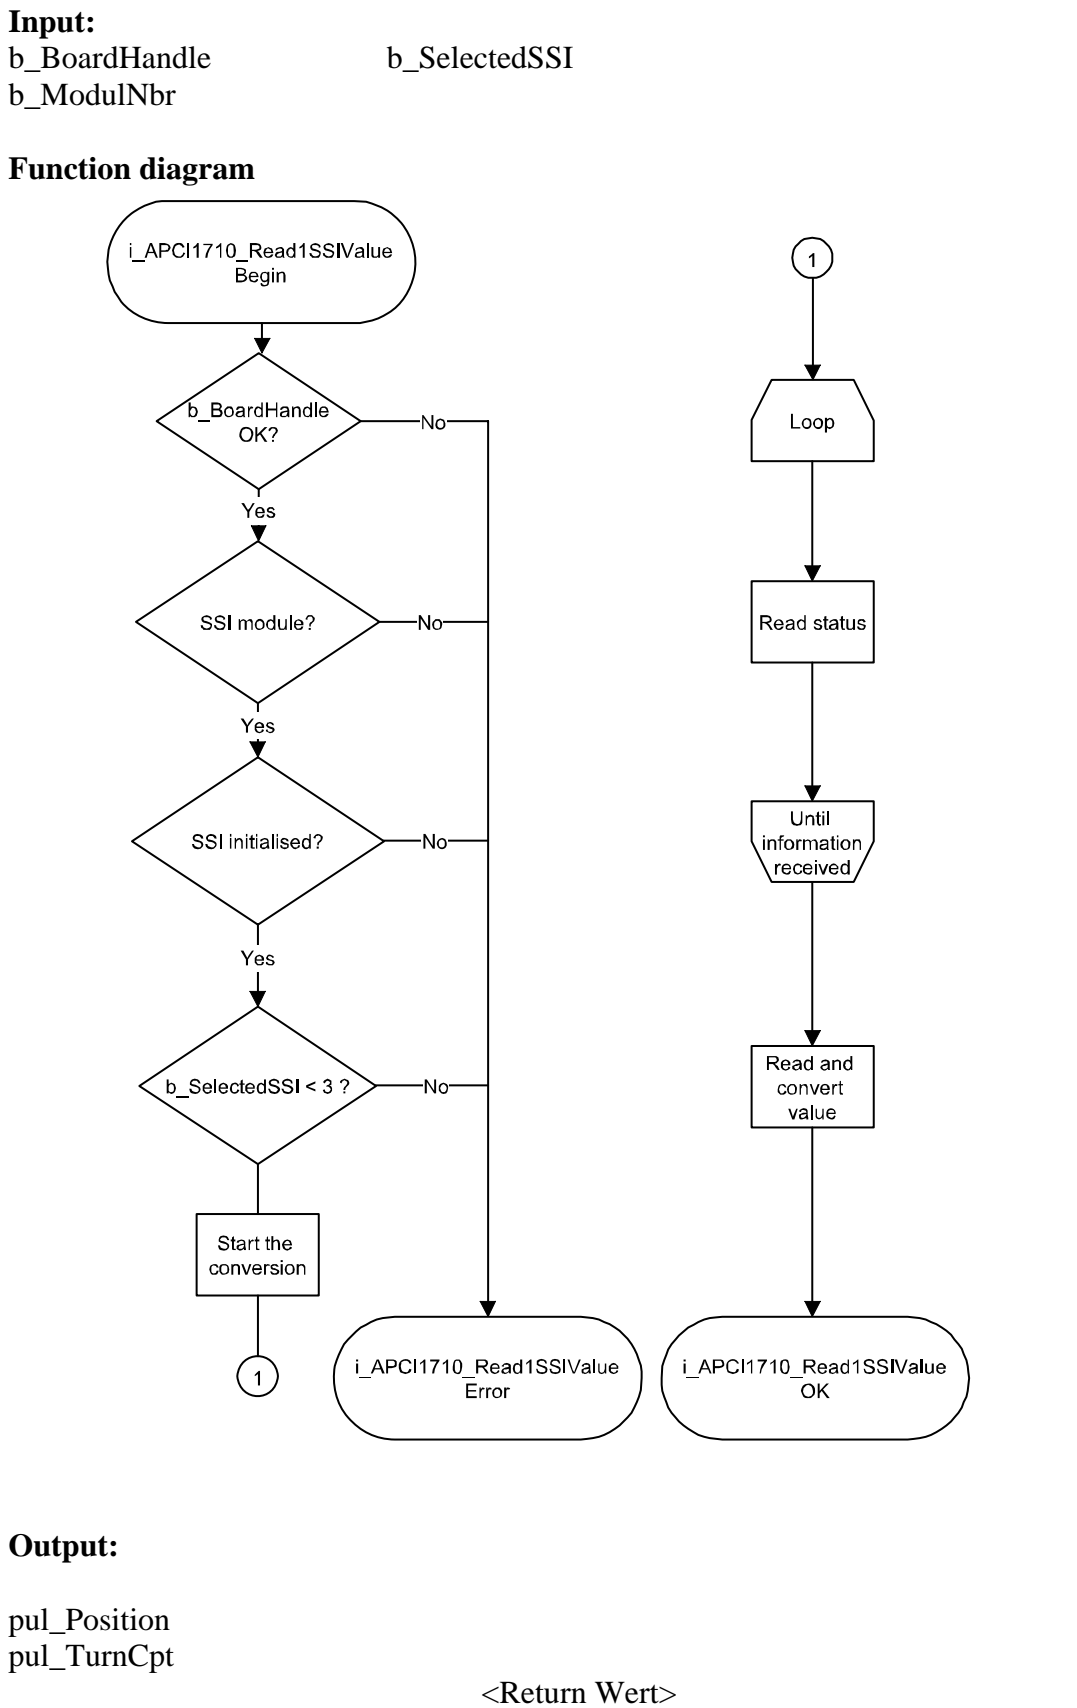 Input:
b_BoardHandle b_SelectedSSI
b_ModulNbr
Function diagram
i_APCI1710_Read1SSIValue
Begin
b_BoardHandle
OK?
No
Yes
SSI module?
No
Yes
SSI initialised?
No
Yes
b_SelectedSSI < 3 ?
No
Start the
conversion
1
i_APCI1710_Read1SSIValue
Error
1
Loop
Read status
Until
information
received
Read and
convert
value
i_APCI1710_Read1SSIValue
OK
Output:
pul_Position
pul_TurnCpt
<Return Wert>